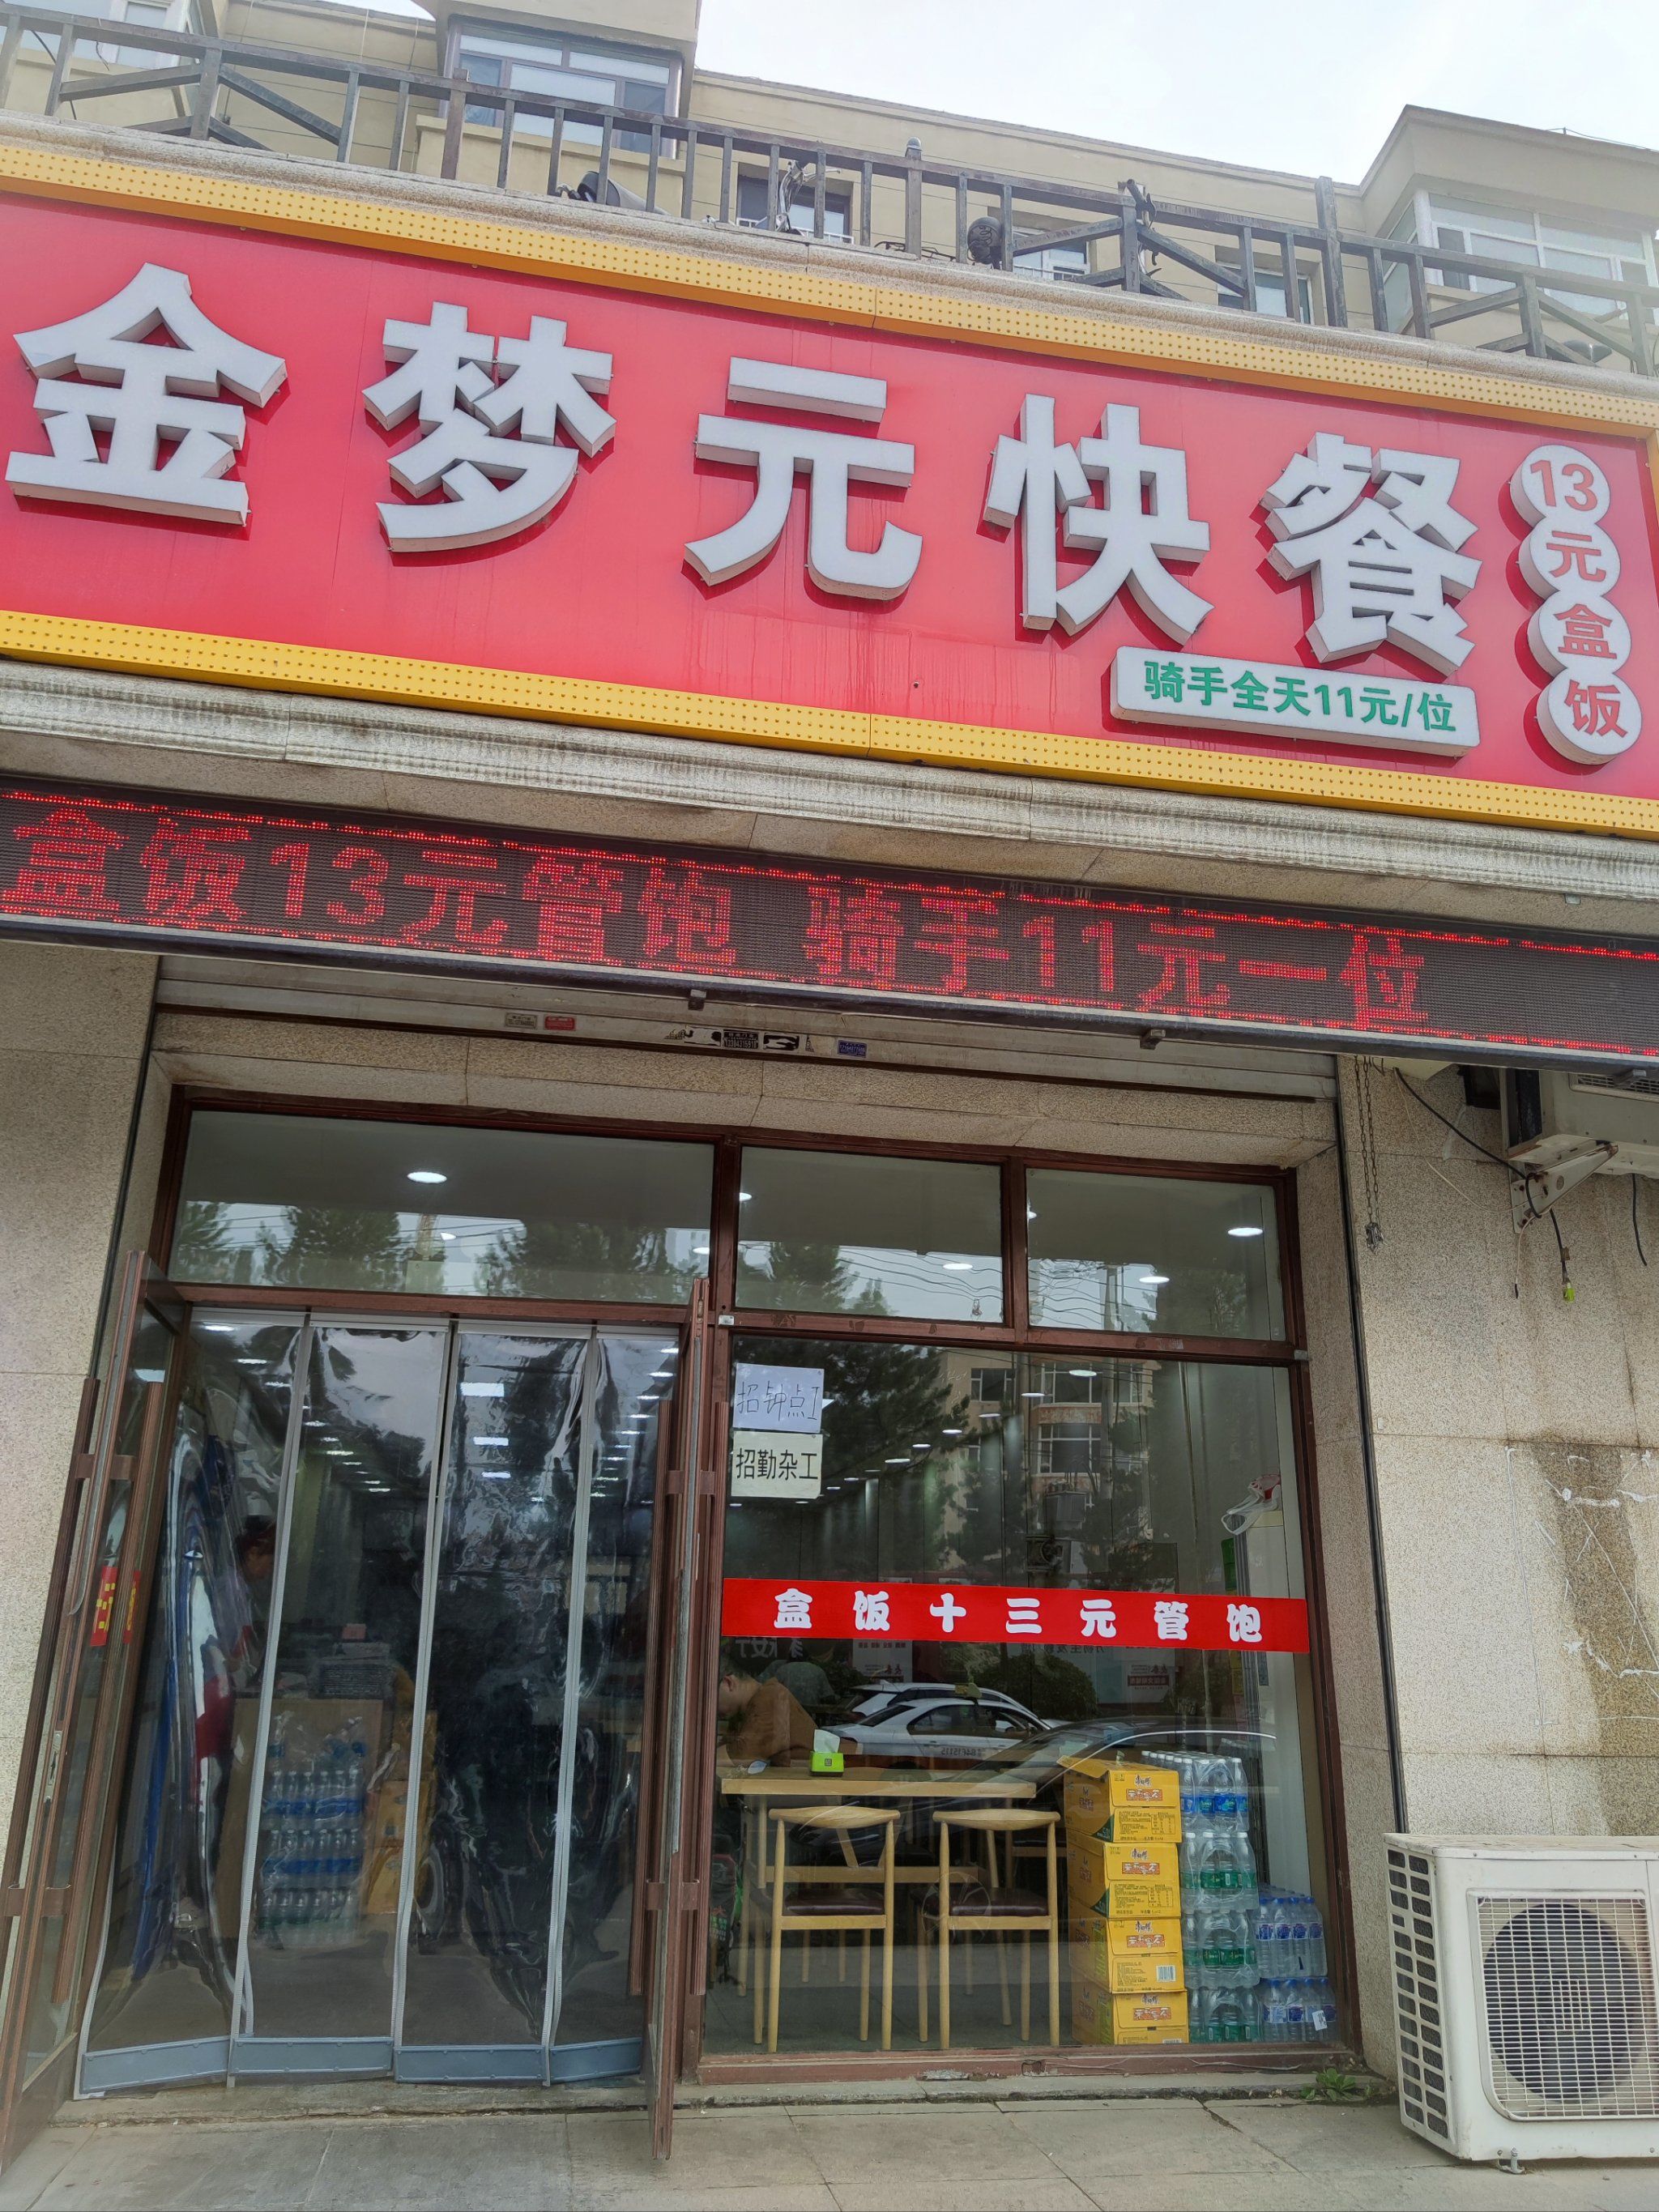 金梦元快餐
13元盒饭
骑手全天11元/位
盒饭13元管饱 骑手11元一位
招钟点工
招勤杂工
盒饭十三元管饱